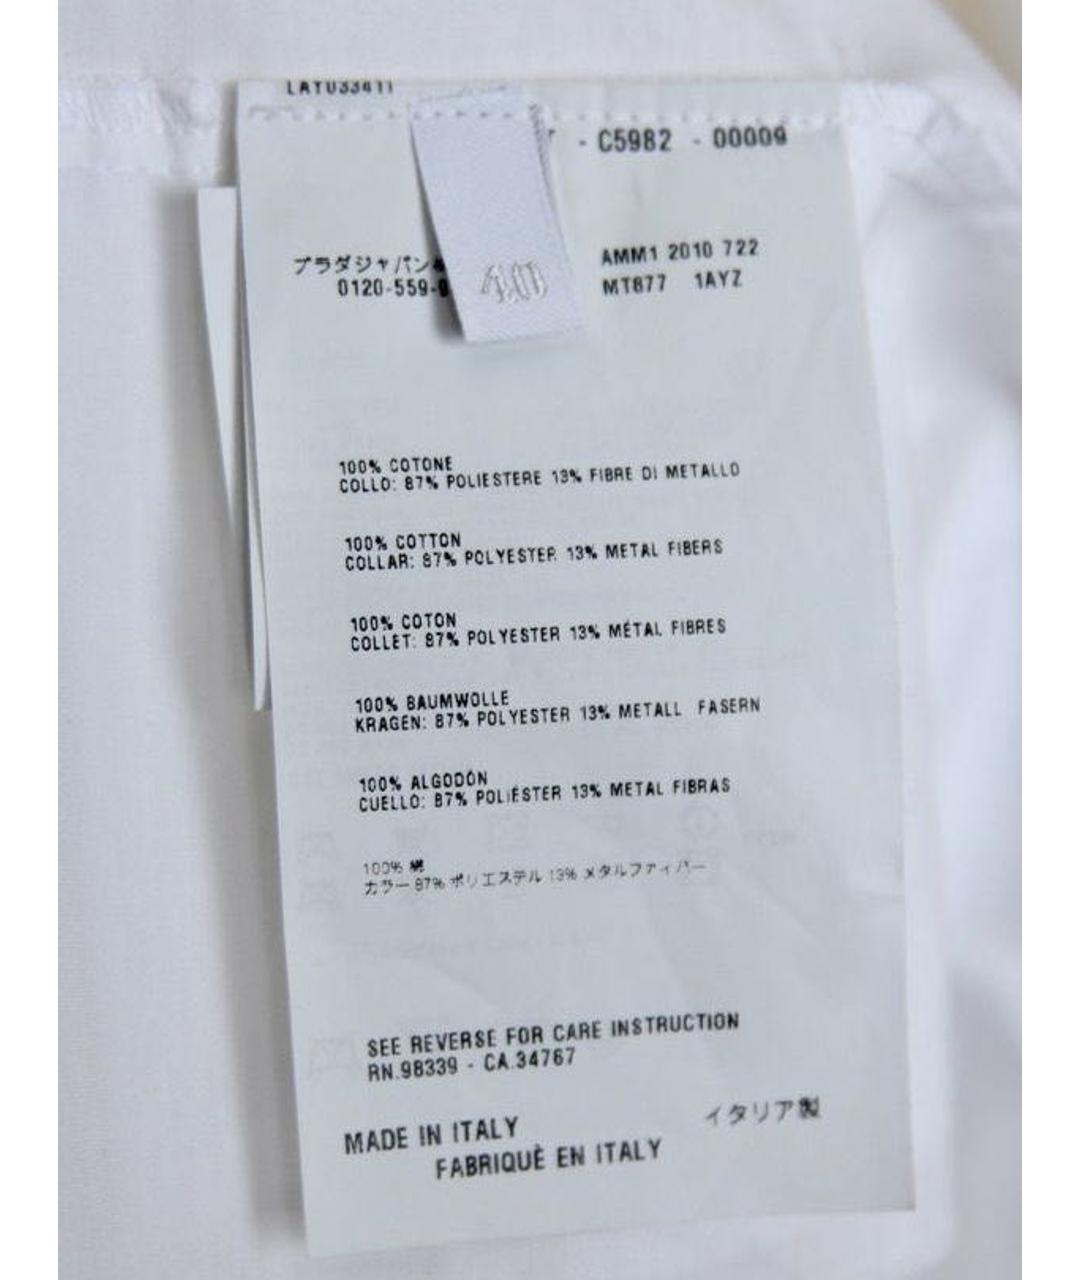 - C5982 - 00009
プラダジャパン
0120-559-
40
AMM1 2010 722
MT877 1AYZ
100% COTONE
COLLO: 87% POLIESTERE 13% FIBRE DI METALLO
100% COTTON
COLLAR: 87% POLYESTER 13% METAL FIBERS
100% COTON
COLLET: 87% POLYESTER 13% MÉTAL FIBRES
100% BAUMWOLLE
KRAGEN: 87% POLYESTER 13% METALL FASERN
100% ALGODÓN
CUELLO: 87% POLIÉSTER 13% METAL FIBRAS
100% 綿
カラー 87% ポリエステル 13% メタルファイバー
SEE REVERSE FOR CARE INSTRUCTION
RN.98339 - CA.34767
MADE IN ITALY
イタリア製
FABRIQUÈ EN ITALY